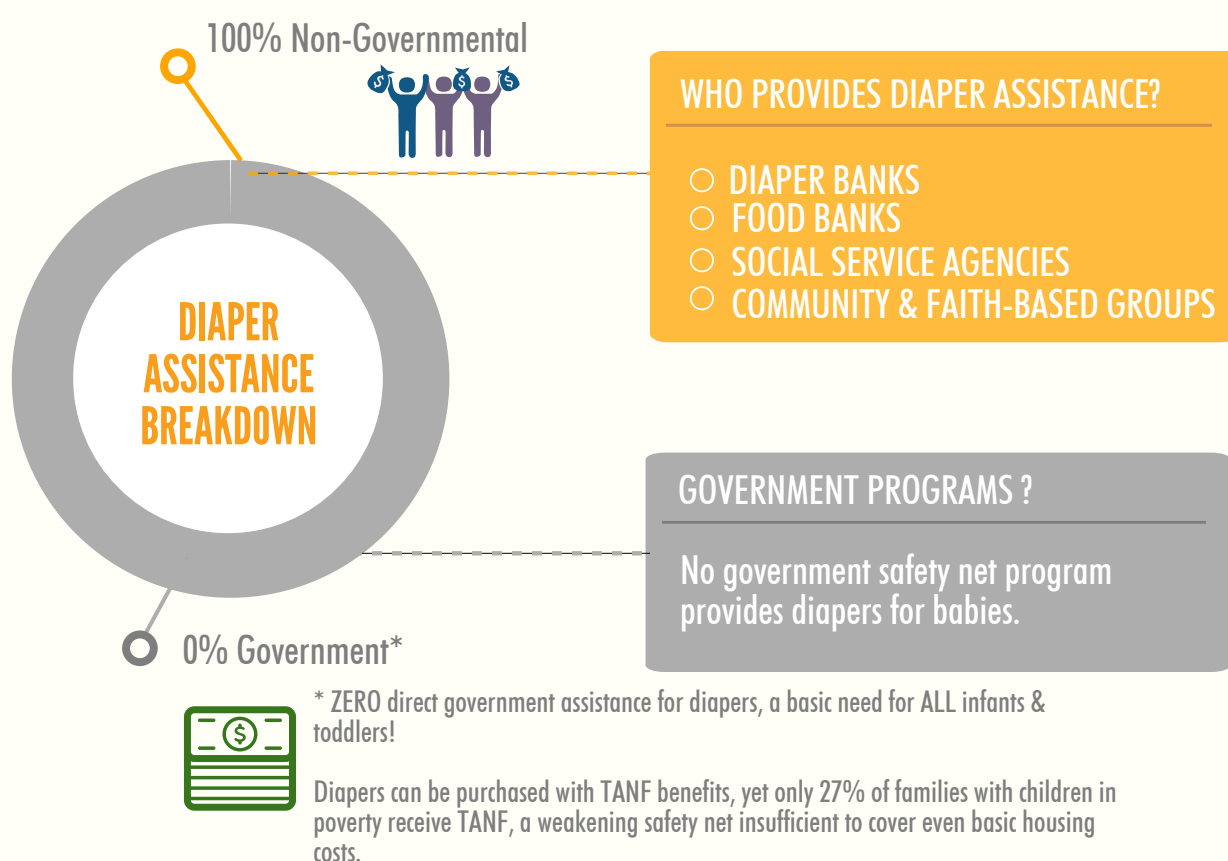 100% Non-Governmental
WHO PROVIDES DIAPER ASSISTANCE?
○ DIAPER BANKS
○ FOOD BANKS
○ SOCIAL SERVICE AGENCIES
○ COMMUNITY & FAITH-BASED GROUPS
DIAPER
ASSISTANCE
BREAKDOWN
GOVERNMENT PROGRAMS ?
No government safety net program
provides diapers for babies.
0% Government*
* ZERO direct government assistance for diapers, a basic need for ALL infants &
toddlers!
Diapers can be purchased with TANF benefits, yet only 27% of families with children in
poverty receive TANF, a weakening safety net insufficient to cover even basic housing
costs.